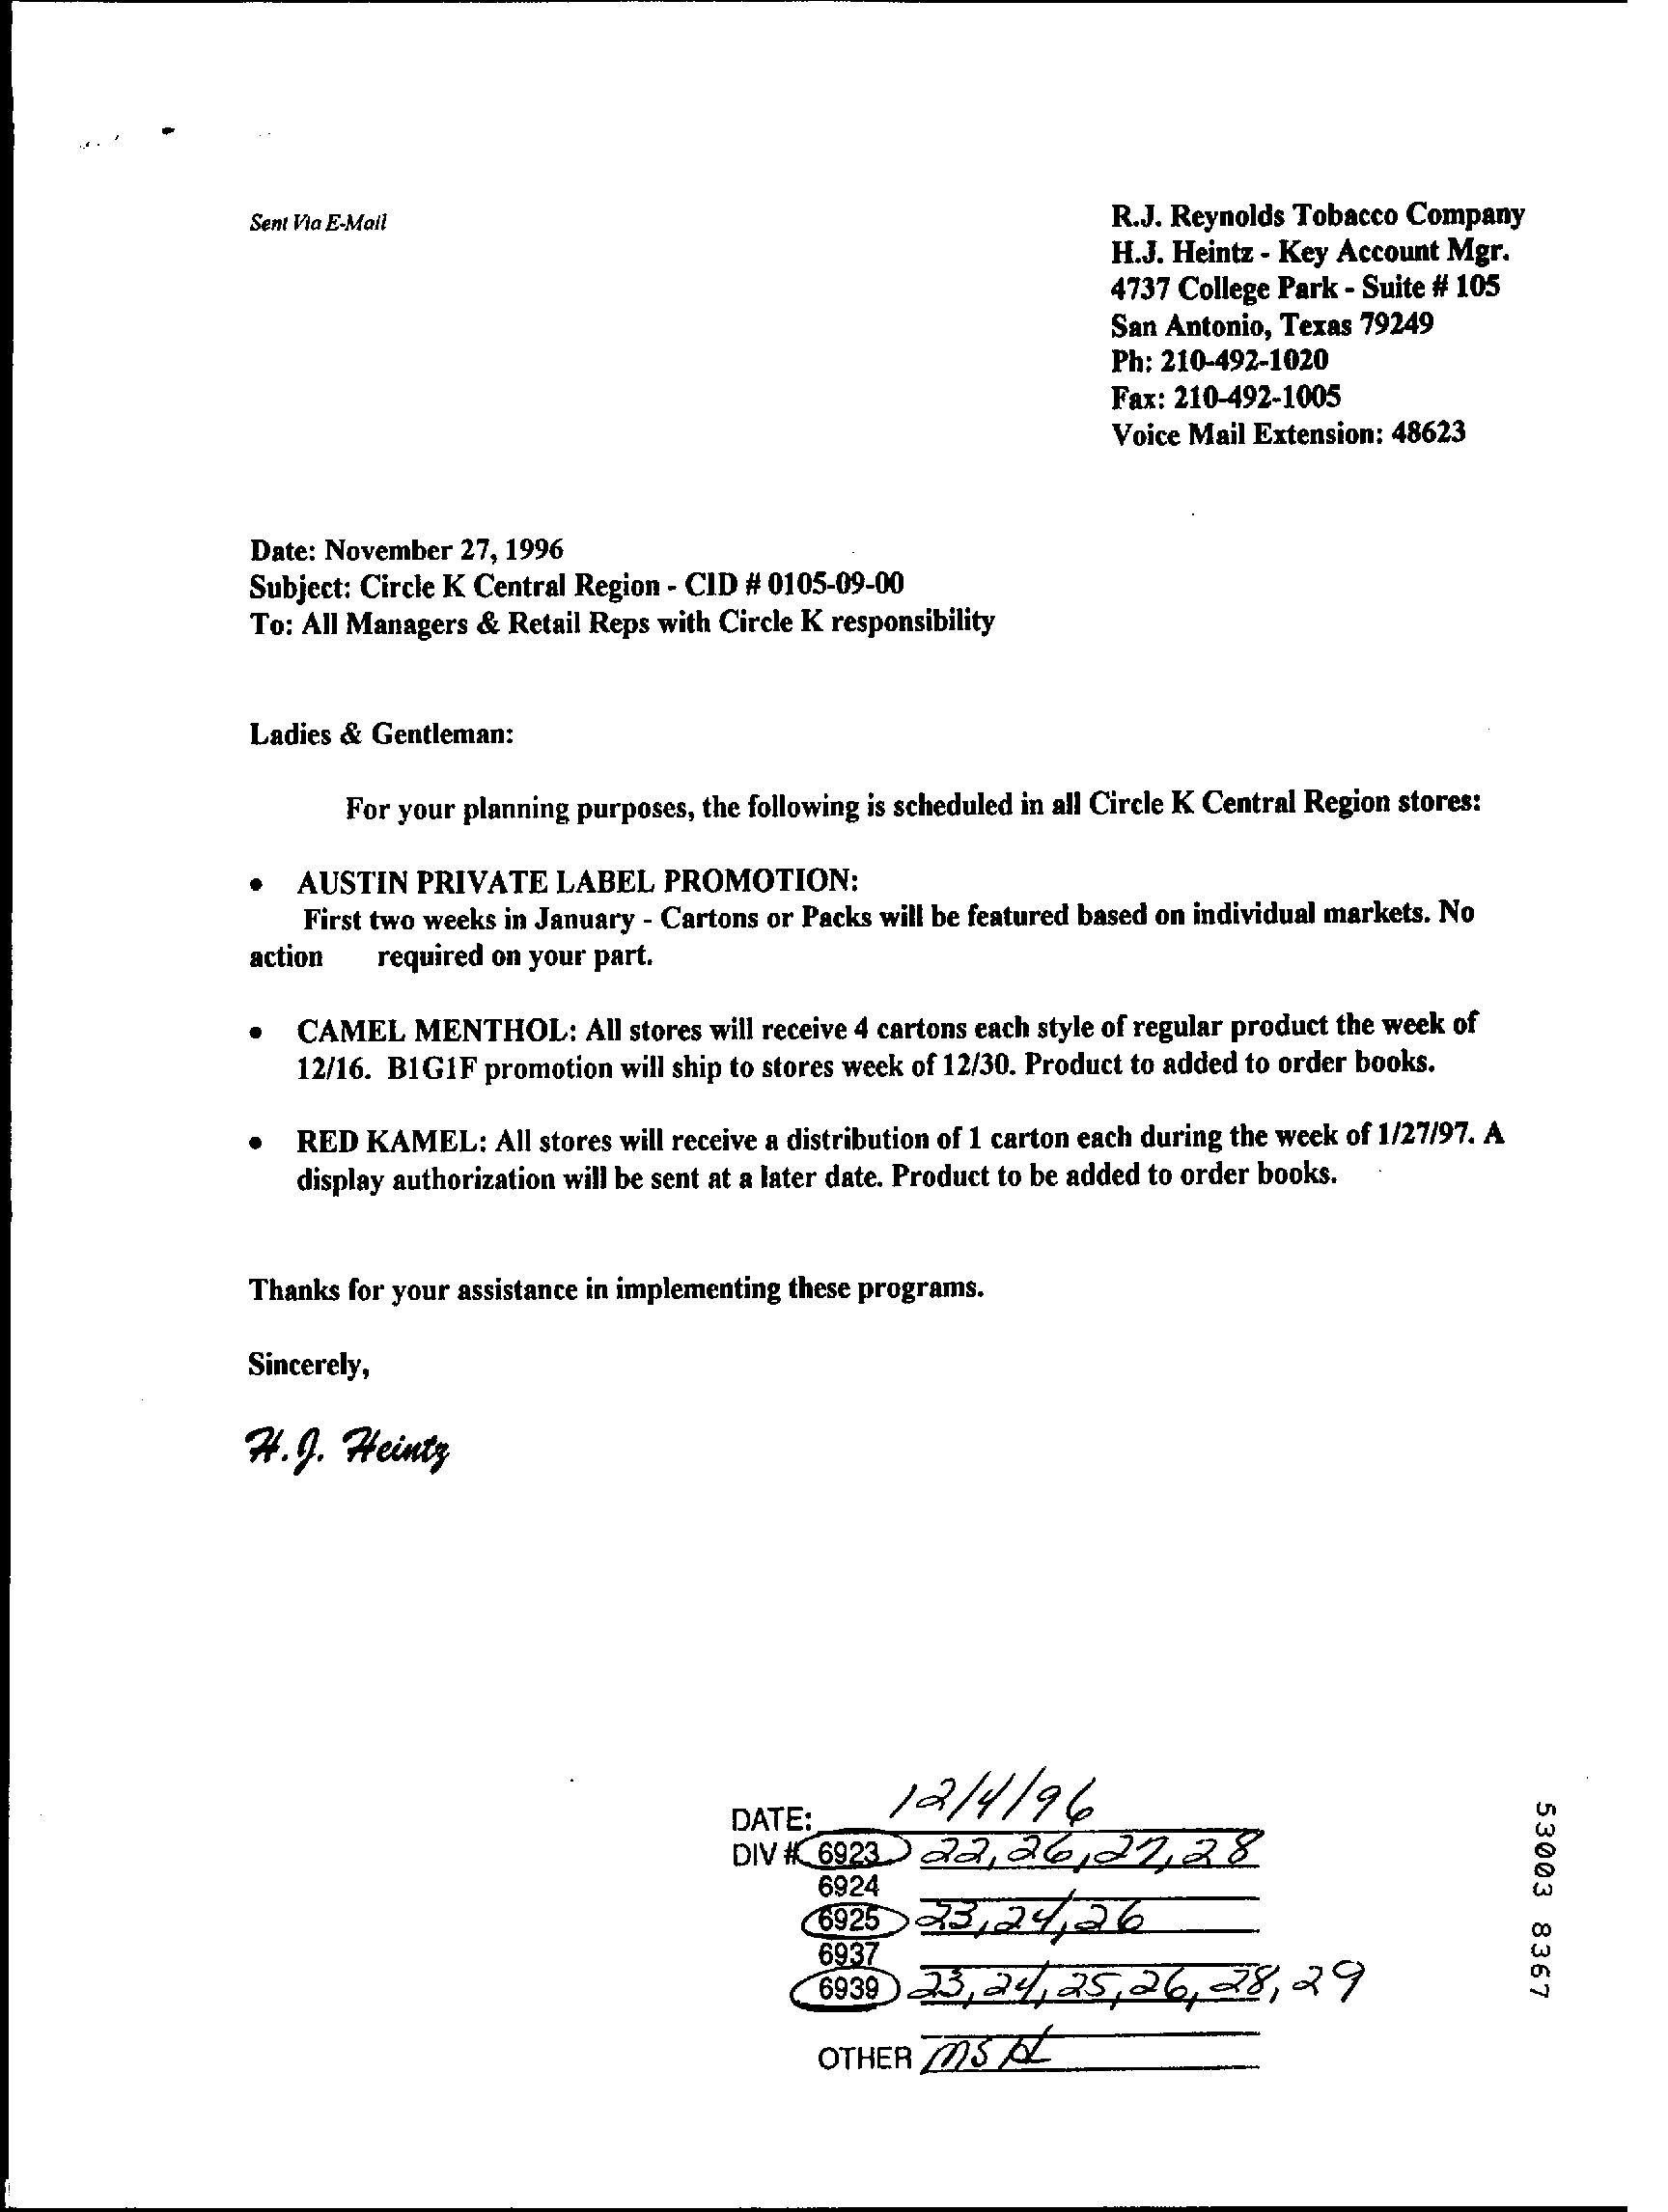 Sent Via E-Mail
R.J. Reynolds Tobacco Company
H.J. Heintz - Key Account Mgr.
4737 College Park - Suite # 105
San Antonio, Texas 79249
Ph: 210-492-1020
Fax: 210-492-1005
Voice Mail Extension: 48623
Date: November 27, 1996
Subject: Circle K Central Region - CID # 0105-09-00
To: All Managers & Retail Reps with Circle K responsibility
Ladies & Gentleman:
For your planning purposes, the following is scheduled in all Circle K Central Region stores:
• AUSTIN PRIVATE LABEL PROMOTION:
First two weeks in January - Cartons or Packs will be featured based on individual markets. No
action required on your part.
• CAMEL MENTHOL: All stores will receive 4 cartons each style of regular product the week of
12/16. B1G1F promotion will ship to stores week of 12/30. Product to added to order books.
• RED KAMEL: All stores will receive a distribution of 1 carton each during the week of 1/27/97. A
display authorization will be sent at a later date. Product to be added to order books.
Thanks for your assistance in implementing these programs.
Sincerely,
H.J. Heintz
DATE: 12/4/96
DIV # 6923 22, 26, 27, 28
6924
6925 23, 24, 26
6937
6939 23, 24, 25, 26, 28, 29
OTHER MS
53003 8367